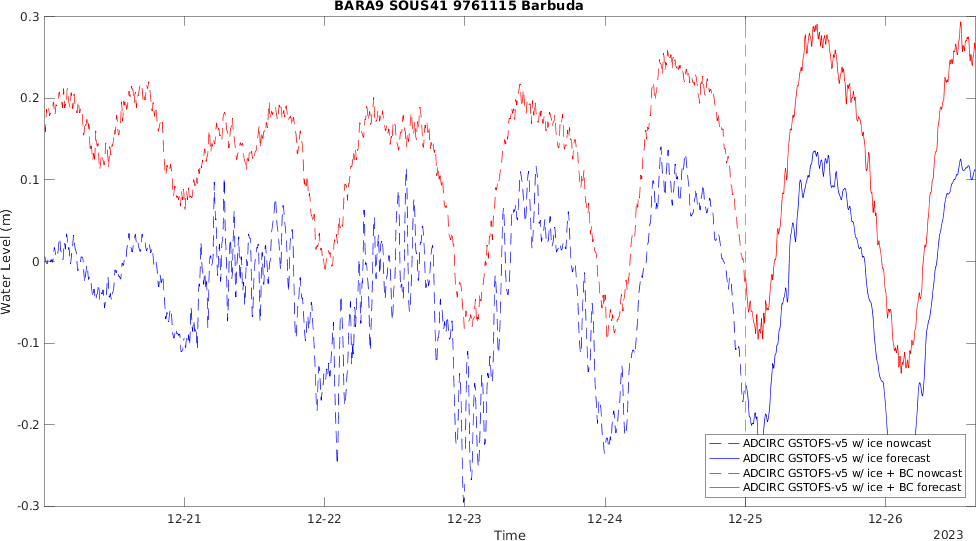 BARA9 SOUS41 9761115 Barbuda
0.3
0.2
0.1
0
-0.1
-0.2
-0.3
Water Level (m)
12-21
12-22
12-23
12-24
12-25
12-26
Time
2023
ADCIRC GSTOFS-v5 w/ ice nowcast
ADCIRC GSTOFS-v5 w/ ice forecast
ADCIRC GSTOFS-v5 w/ ice + BC nowcast
ADCIRC GSTOFS-v5 w/ ice + BC forecast